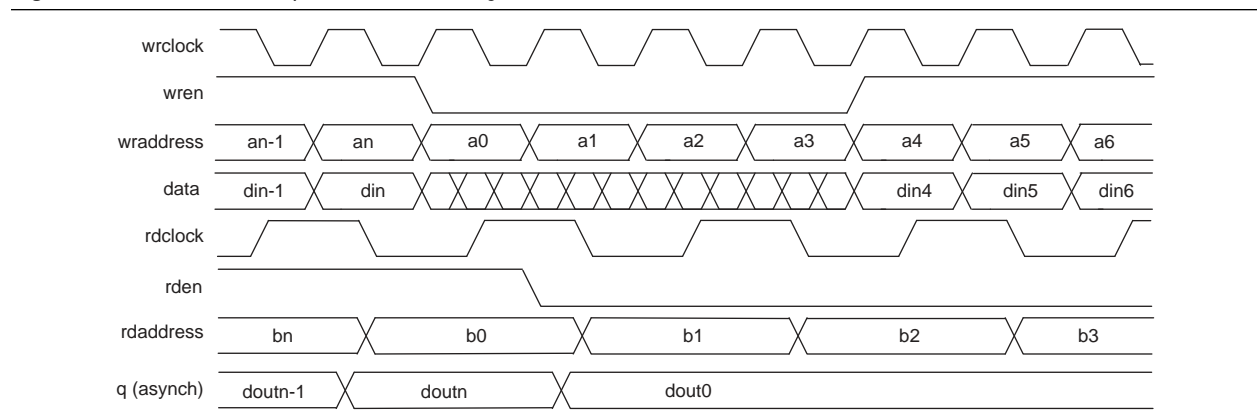 wrclock
wren
wraddress an-1 an a0 a1 a2 a3 a4 a5 a6
data din-1 din din4 din5 din6
rdclock
rden
rdaddress bn b0 b1 b2 b3
q (asynch) doutn-1 doutn dout0